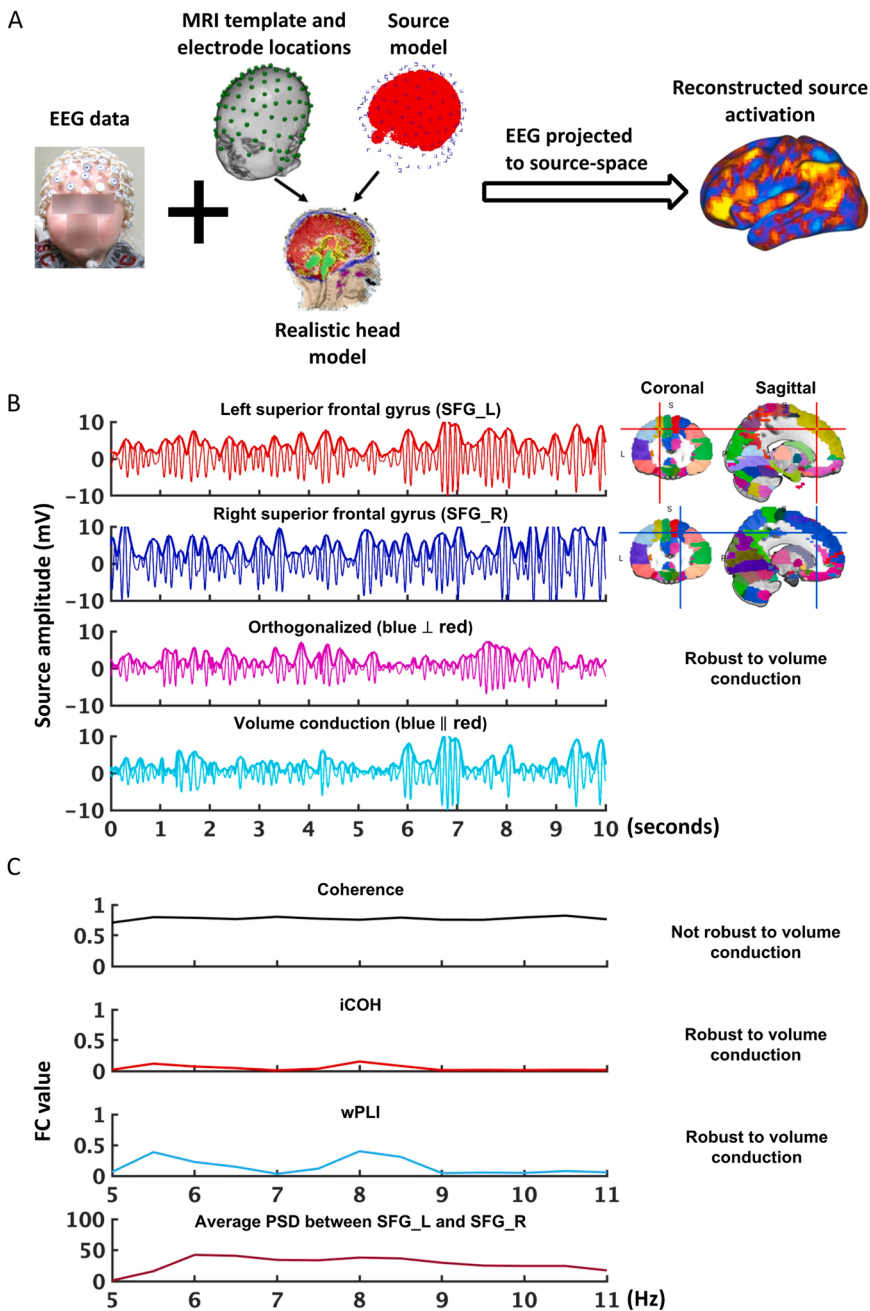 A
MRI template and
electrode locations
Source
model
EEG data
EEG projected
to source-space
Reconstructed source
activation
Realistic head
model
B
Source amplitude (mV)
Left superior frontal gyrus (SFG_L)
10
0
−10
Right superior frontal gyrus (SFG_R)
10
0
−10
Orthogonalized (blue ⊥ red)
10
0
−10
Volume conduction (blue ∥ red)
10
0
−10
0 1 2 3 4 5 6 7 8 9 10 (seconds)
Coronal
Sagittal
S
L
P
S
S
L
Robust to volume
conduction
C
FC value
Coherence
1
0.5
0
Not robust to volume
conduction
iCOH
1
0.5
0
Robust to volume
conduction
wPLI
1
0.5
0
5 6 7 8 9 10 11
Robust to volume
conduction
Average PSD between SFG_L and SFG_R
100
50
0
5 6 7 8 9 10 11 (Hz)